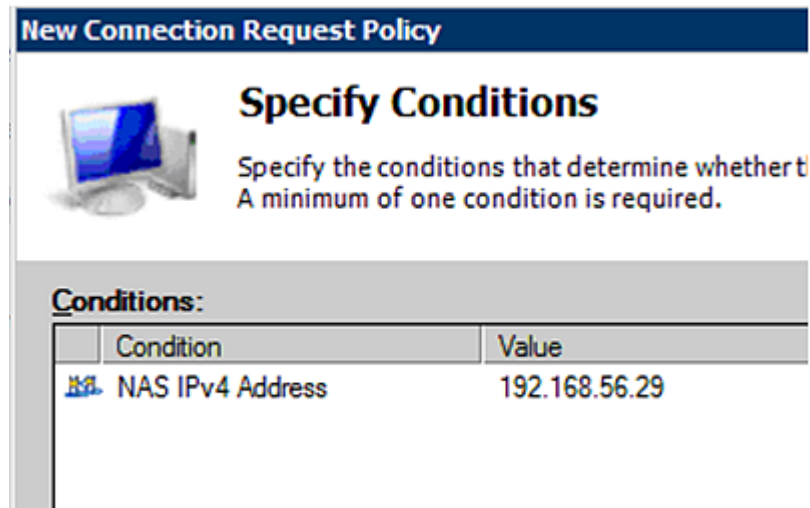 New Connection Request Policy
Specify Conditions
Specify the conditions that determine whether
A minimum of one condition is required.
Conditions:
Condition Value
NAS IPv4 Address 192.168.56.29